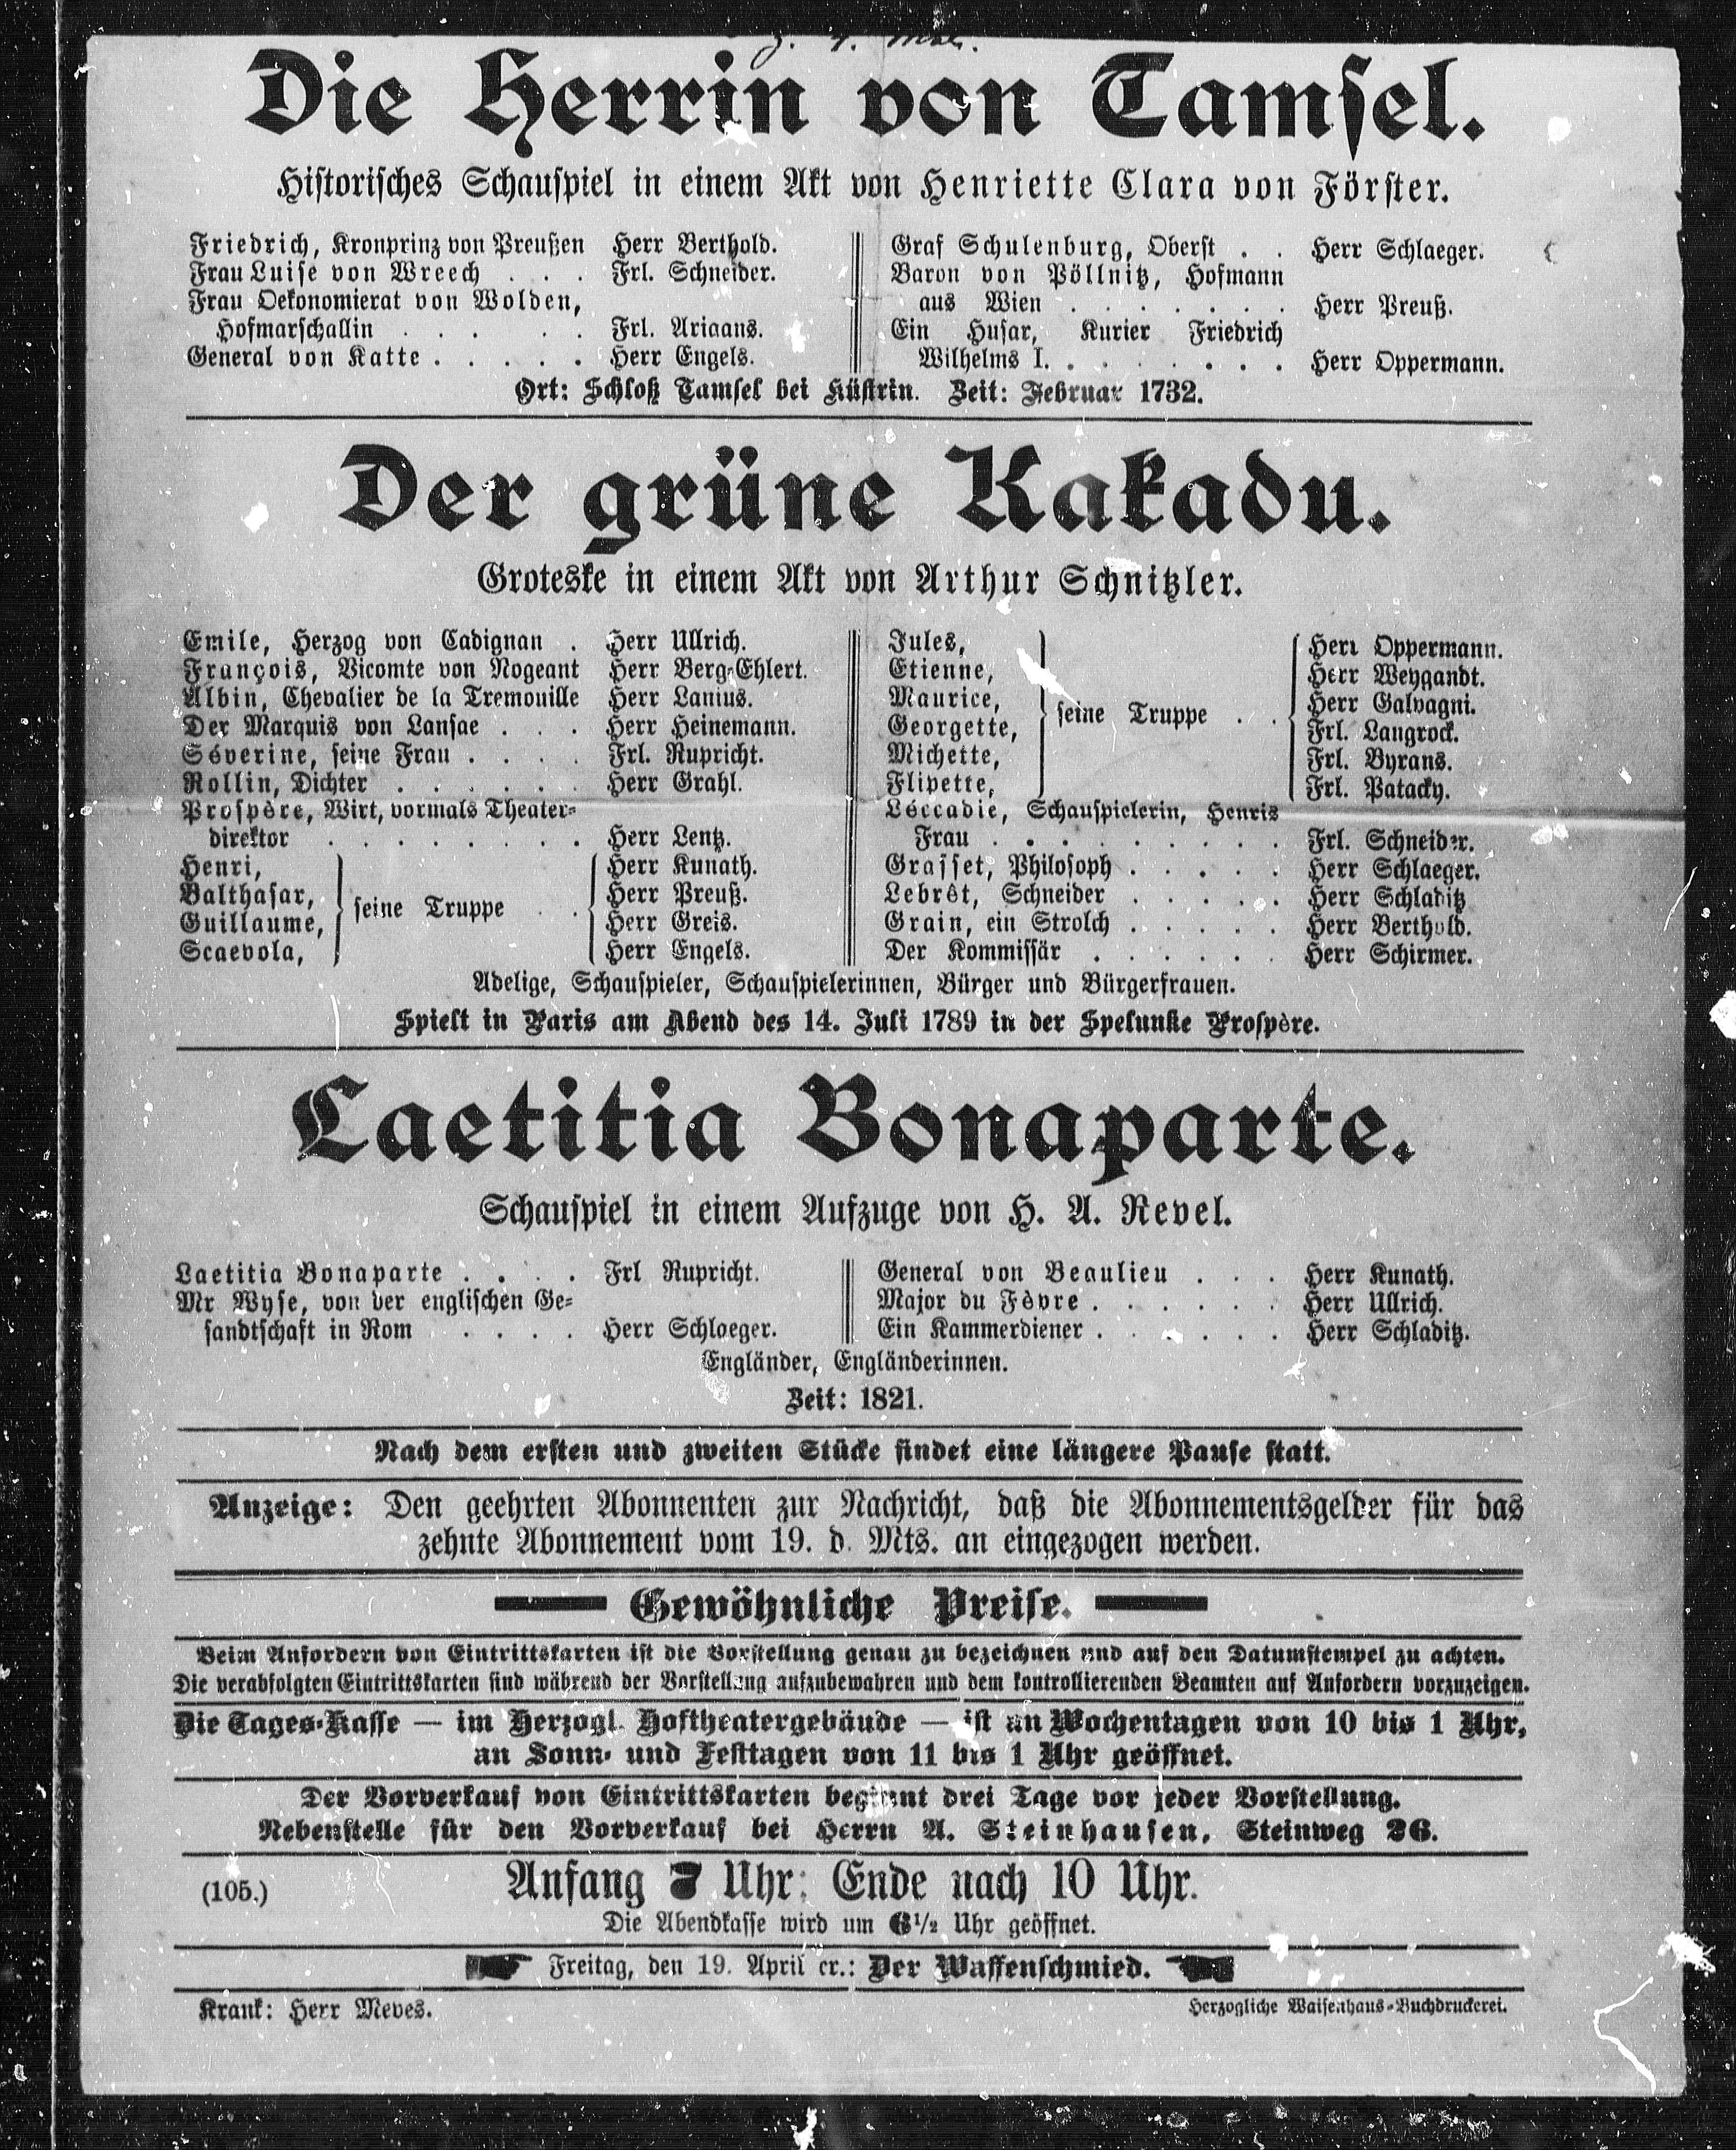 z. 1. Mal.
Die Herrin von Tamsel.
Historisches Schauspiel in einem Akt von Henriette Clara von Förster.
Friedrich, Kronprinz von Preußen Herr Berthold.
Frau Luise von Wreech . . . Frl. Schneider.
Frau Oekonomierat von Wolden,
Hofmarschallin . . . . Frl. Ariaans.
General von Katte . . . . . Herr Engels.
Graf Schulenburg, Oberst . . Herr Schlaeger.
Baron von Pöllnitz, Hofmann
aus Wien . . . . . . . Herr Preuß.
Ein Husar, Kurier Friedrich
Wilhelms I. . . . . . Herr Oppermann.
Ort: Schloß Tamsel bei Küstrin. Zeit: Februar 1732.
Der grüne Kakadu.
Groteske in einem Akt von Arthur Schnitzler.
Emile, Herzog von Cadignan . Herr Ullrich.
François, Vicomte von Nogeant Herr Berg-Ehlert.
Albin, Chevalier de la Tremouille Herr Lanius.
Der Marquis von Lansac . . . Herr Heinemann.
Séverine, seine Frau . . . . Frl. Rupricht.
Rollin, Dichter . . . . . . Herr Grahl.
Prospère, Wirt, vormals Theater-
direktor . . . . . . . . Herr Lentz.
Henri, Herr Kunath.
Balthasar, Herr Preuß.
seine Truppe . .
Guillaume, Herr Greis.
Scaevola, Herr Engels.
Jules, Herr Oppermann.
Etienne, Herr Weygandt.
Maurice, Herr Galvagni.
seine Truppe . .
Georgette, Frl. Langrock.
Michette, Frl. Byrans.
Flipette, Frl. Patacky.
Léccadie, Schauspielerin, Henris
Frau . . . . . . . . . Frl. Schneider.
Grasset, Philosoph . . . . . Herr Schlaeger.
Lebrêt, Schneider . . . . . Herr Schladitz
Grain, ein Strolch . . . . . Herr Berthold.
Der Kommissär . . . . . . Herr Schirmer.
Adelige, Schauspieler, Schauspielerinnen, Bürger und Bürgerfrauen.
Spielt in Paris am Abend des 14. Juli 1789 in der Spelunke Prospère.
Laetitia Bonaparte.
Schauspiel in einem Aufzuge von H. A. Revel.
Laetitia Bonaparte . . . . Frl Rupricht.
Mr Wyse, von der englischen Ge-
sandtschaft in Rom . . . . Herr Schlaeger.
General von Beaulieu . . . Herr Kunath.
Major du Fèvre . . . . . . Herr Ullrich.
Ein Kammerdiener . . . . . . Herr Schladitz.
Engländer, Engländerinnen.
Zeit: 1821.
Nach dem ersten und zweiten Stücke findet eine längere Pause statt.
Anzeige: Den geehrten Abonnenten zur Nachricht, daß die Abonnementsgelder für das
zehnte Abonnement vom 19. d. Mts. an eingezogen werden.
Gewöhnliche Preise.
Beim Anfordern von Eintrittskarten ist die Vorstellung genau zu bezeichnen und auf den Datumstempel zu achten.
Die verabfolgten Eintrittskarten sind während der Vorstellung aufzubewahren und dem kontrollierenden Beamten auf Anfordern vorzuzeigen.
Die Tages-Kasse — im Herzogl. Hoftheatergebäude — ist an Wochentagen von 10 bis 1 Uhr,
an Sonn- und Festtagen von 11 bis 1 Uhr geöffnet.
Der Vorverkauf von Eintrittskarten beginnt drei Tage vor jeder Vorstellung.
Nebenstelle für den Vorverkauf bei Herrn A. Steinhausen, Steinweg 26.
(105.) Anfang 7 Uhr: Ende nach 10 Uhr.
Die Abendkasse wird um 6 1/2 Uhr geöffnet.
Freitag, den 19. April cr.: Der Waffenschmied.
Krank: Herr Meves. Herzogliche Waisenhaus-Buchdruckerei.